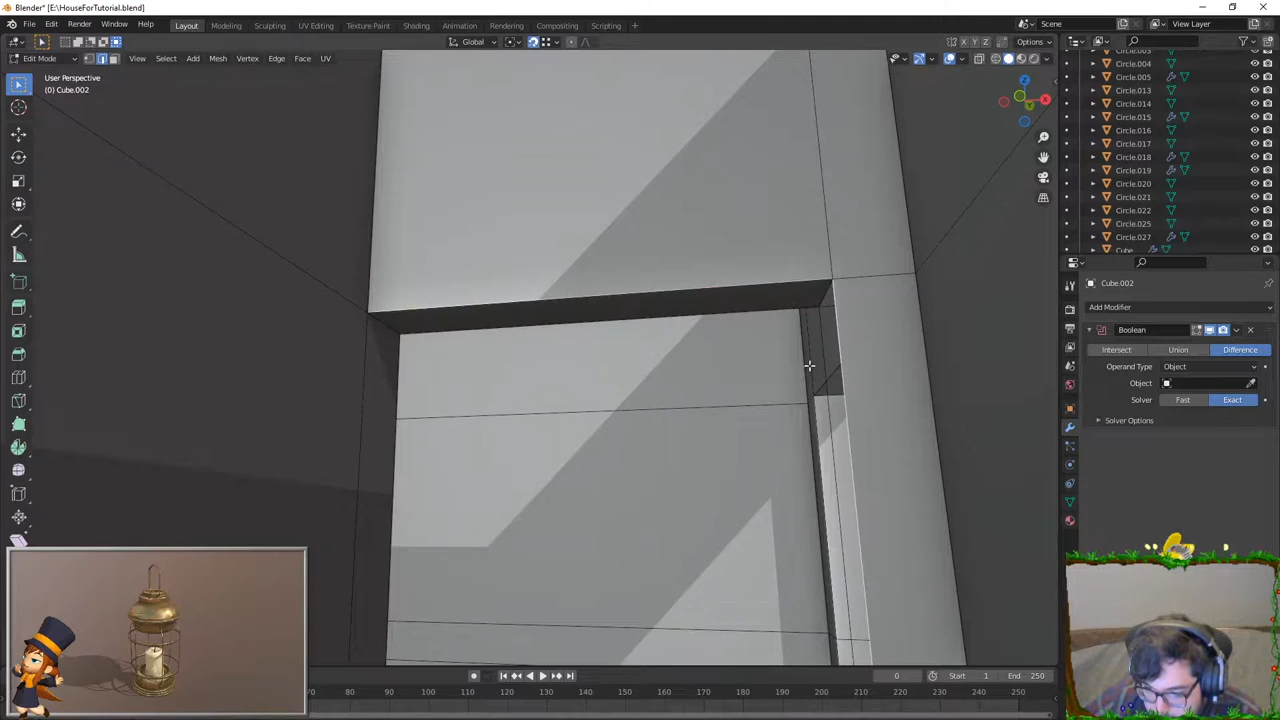 Blender* [E:\HouseForTutorial.blend]
File Edit Render Window Help Layout Modeling Sculpting UV Editing Texture Paint Shading Animation Rendering Compositing Scripting + Scene View Layer
Global Options
Edit Mode View Select Add Mesh Vertex Edge Face UV X Y Z
User Perspective
(0) Cube.002
Z
X
Y
Circle.003
Circle.004
Circle.005
Circle.013
Circle.014
Circle.015
Circle.016
Circle.017
Circle.018
Circle.019
Circle.020
Circle.021
Circle.022
Circle.025
Circle.027
Cube
Cube.002
Add Modifier
Boolean
Intersect Union Difference
Operand Type Object
Object
Solver Fast Exact
Solver Options
0 Start 1 End 250
70 80 90 100 110 120 130 140 150 160 170 180 190 200 210 220 230 240 250